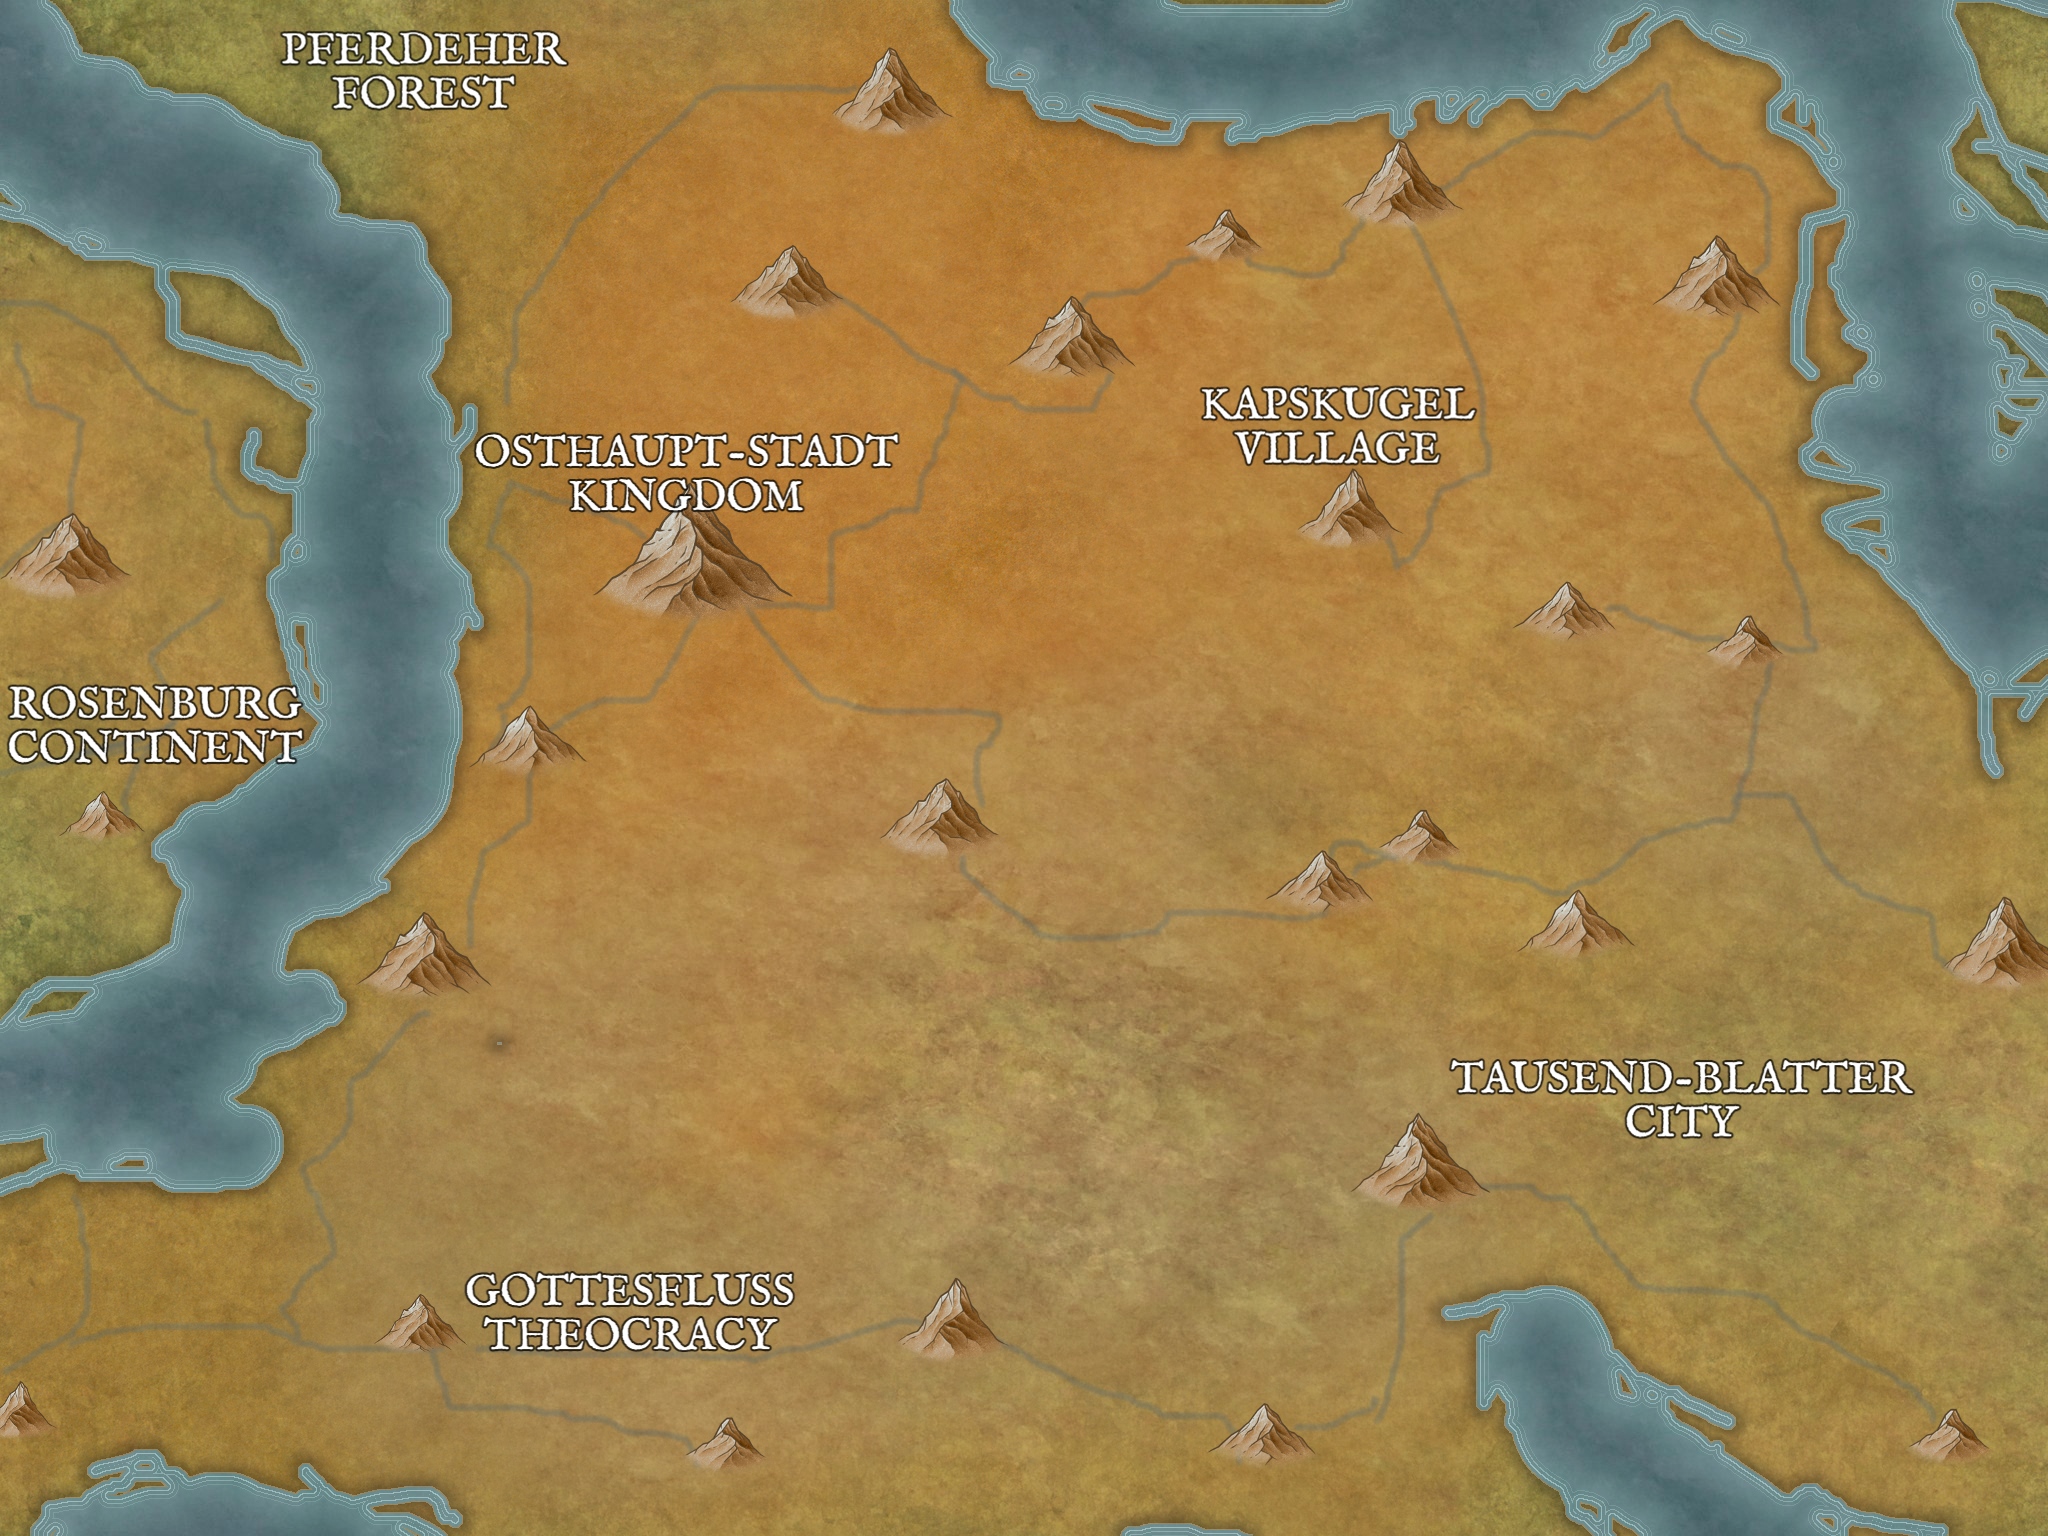 PFERDEHER
FOREST
KAPSKUGEL
VILLAGE
OSTHAUPT-STADT
KINGDOM
ROSENBURG
CONTINENT
TAUSEND-BLATTER
CITY
GOTTESFLUSS
THEOCRACY